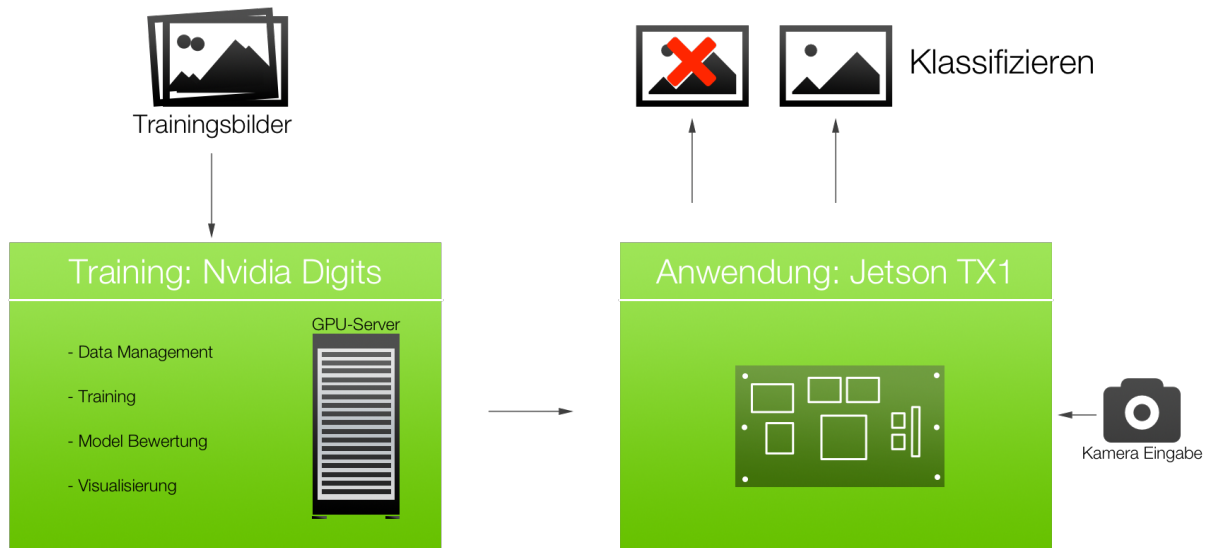 Trainingsbilder
Klassifizieren
Training: Nvidia Digits
GPU-Server
- Data Management
- Training
- Model Bewertung
- Visualisierung
Anwendung: Jetson TX1
Kamera Eingabe